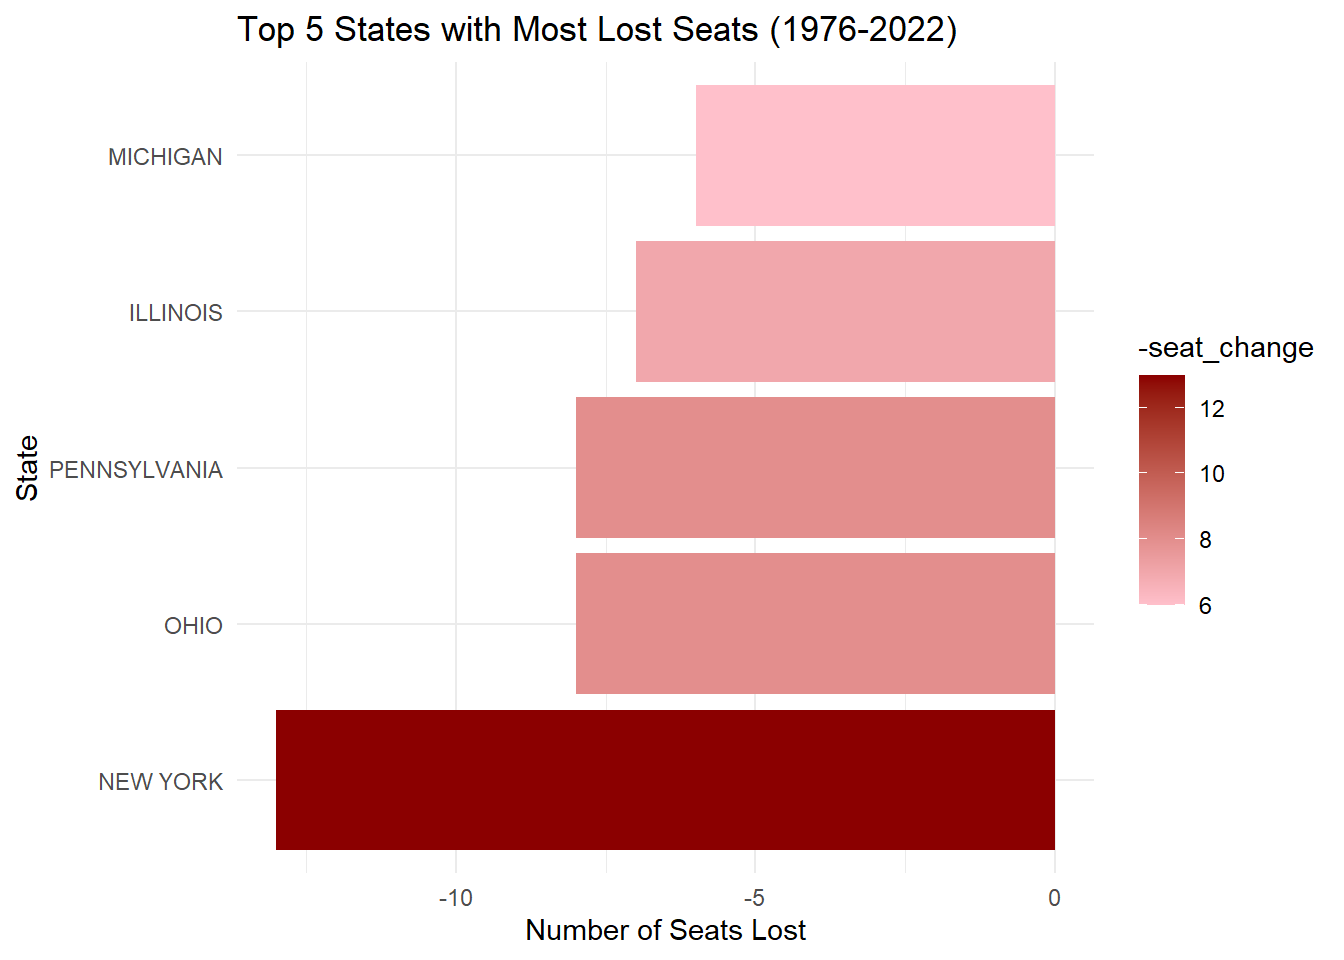 Top 5 States with Most Lost Seats (1976-2022)
State
MICHIGAN
ILLINOIS
PENNSYLVANIA
OHIO
NEW YORK
-10
-5
0
Number of Seats Lost
-seat_change
12
10
8
6